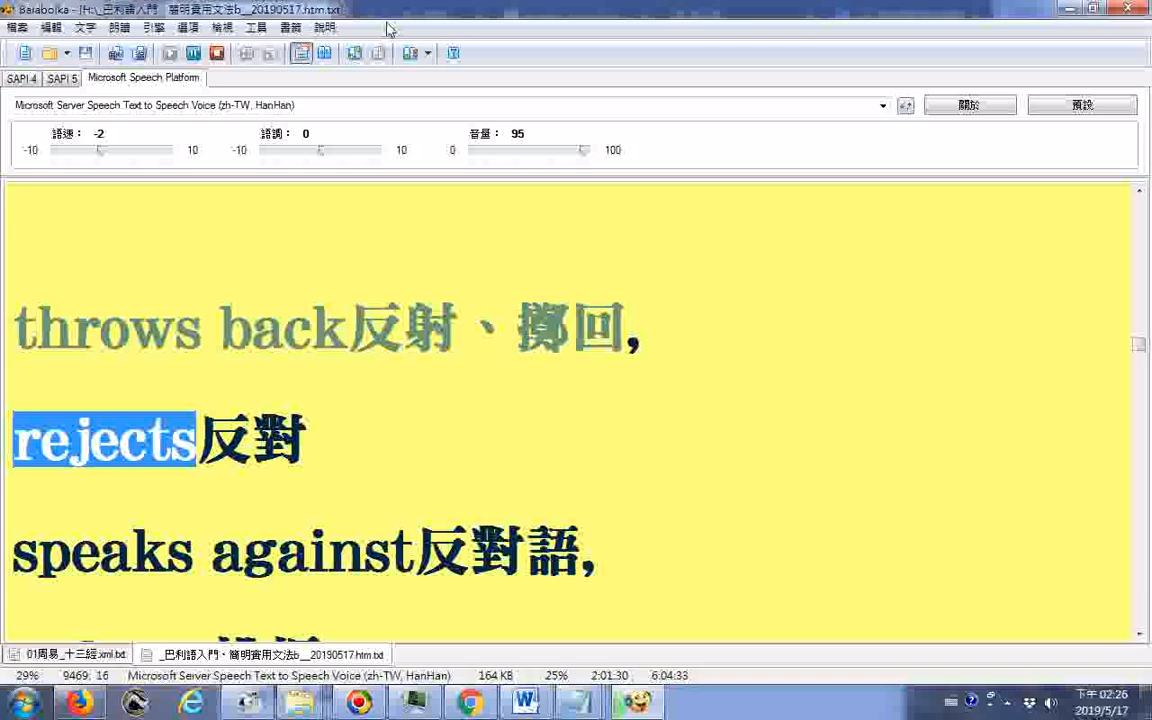 Balabolka - [H:\_巴利語入門︰簡明實用文法b__20190517.htm.txt]
檔案 編輯 文字 朗讀 引擎 選項 檢視 工具 書籤 說明
SAPI 4 SAPI 5 Microsoft Speech Platform
Microsoft Server Speech Text to Speech Voice (zh-TW, HanHan) 關於 預設
語速： -2 語調： 0 音量： 95
-10 10 -10 10 0 100
throws back反射、擲回,
rejects反對
speaks against反對語,
01周易_十三經.xml.txt _巴利語入門︰簡明實用文法b__20190517.htm.txt
29% 9469, 16 Microsoft Server Speech Text to Speech Voice (zh-TW, HanHan) 164 KB 25% 2:01:30 6:04:33
下午 02:26
2019/5/17